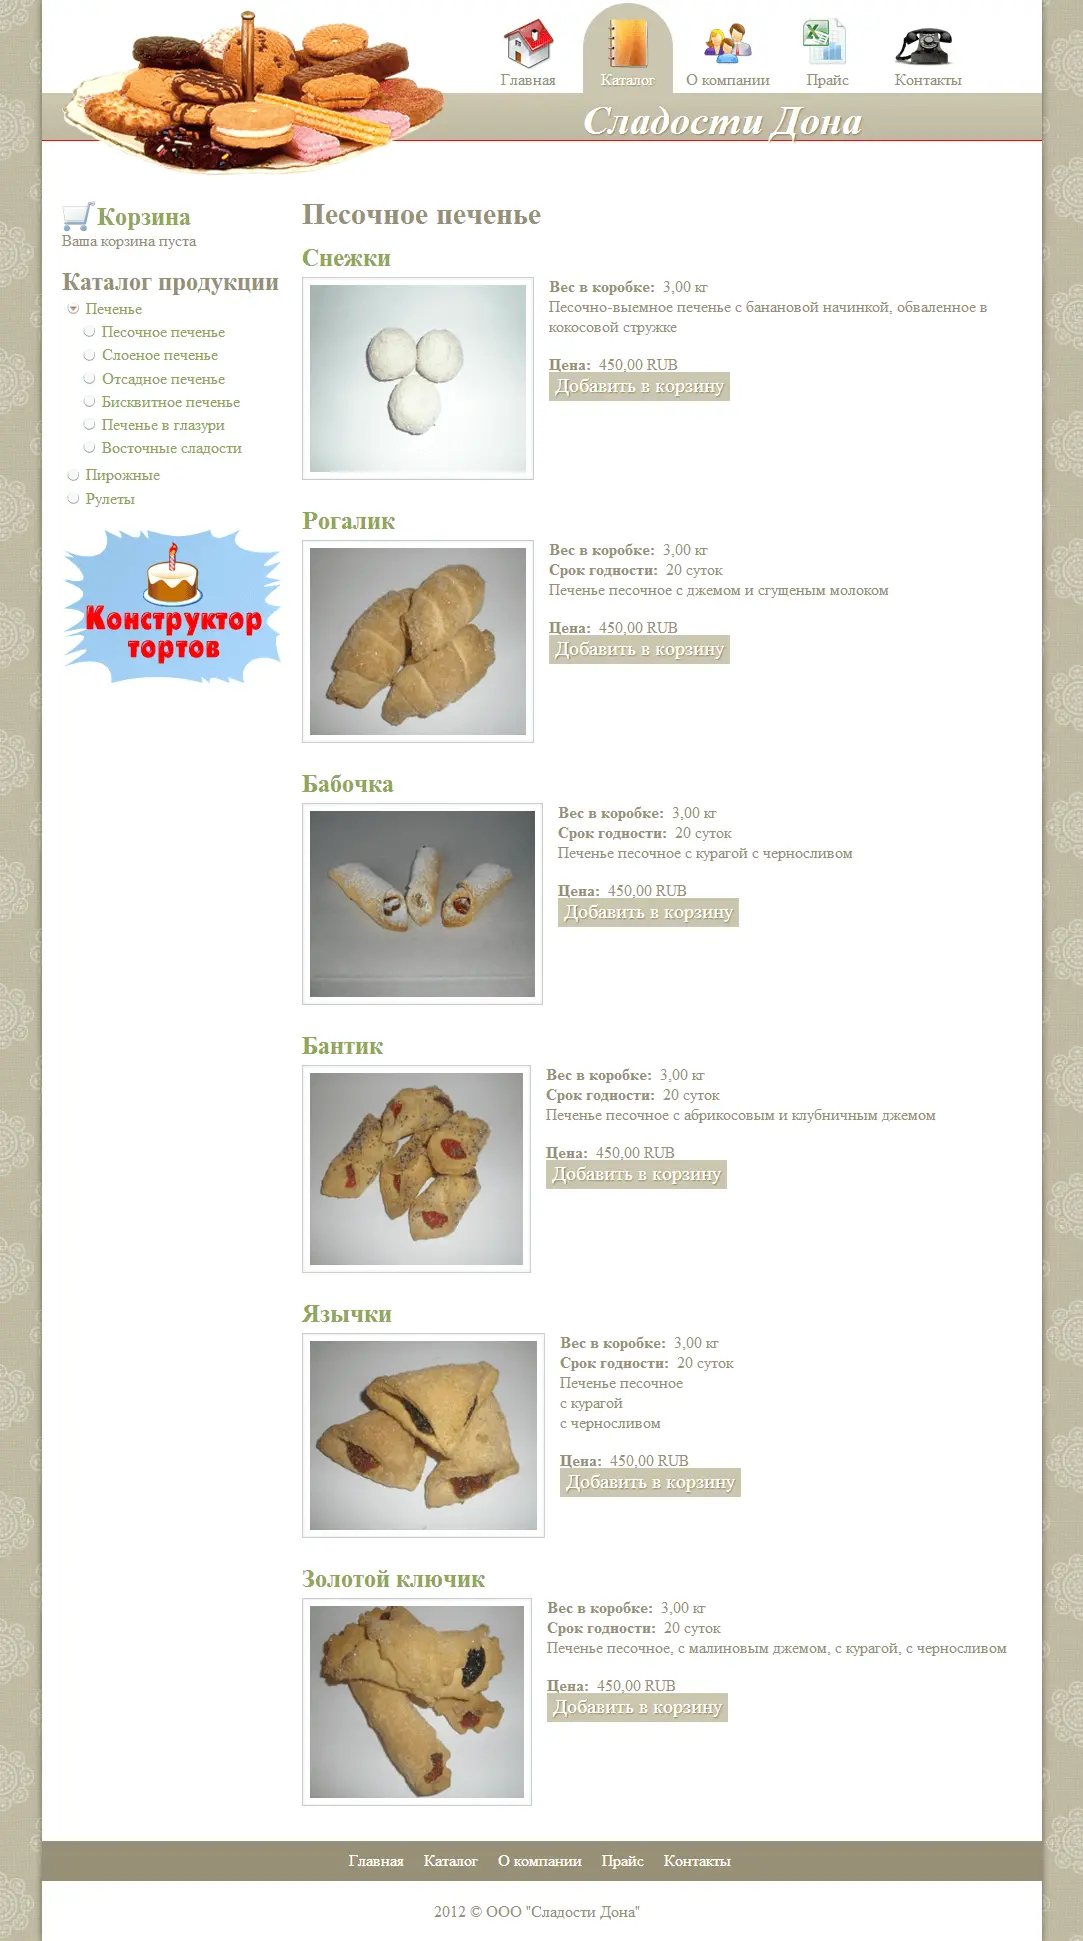 Главная
Каталог
О компании
Прайс
Контакты
Сладости Дона
Корзина
Ваша корзина пуста
Каталог продукции
Печенье
Песочное печенье
Слоеное печенье
Отсадное печенье
Бисквитное печенье
Печенье в глазури
Восточные сладости
Пирожные
Рулеты
Конструктор
тортов
Песочное печенье
Снежки
Вес в коробке: 3,00 кг
Песочно-выемное печенье с банановой начинкой, обваленное в
кокосовой стружке
Цена: 450,00 RUB
Добавить в корзину
Рогалик
Вес в коробке: 3,00 кг
Срок годности: 20 суток
Печенье песочное с джемом и сгущеным молоком
Цена: 450,00 RUB
Добавить в корзину
Бабочка
Вес в коробке: 3,00 кг
Срок годности: 20 суток
Печенье песочное с курагой с черносливом
Цена: 450,00 RUB
Добавить в корзину
Бантик
Вес в коробке: 3,00 кг
Срок годности: 20 суток
Печенье песочное с абрикосовым и клубничным джемом
Цена: 450,00 RUB
Добавить в корзину
Язычки
Вес в коробке: 3,00 кг
Срок годности: 20 суток
Печенье песочное
с курагой
с черносливом
Цена: 450,00 RUB
Добавить в корзину
Золотой ключик
Вес в коробке: 3,00 кг
Срок годности: 20 суток
Печенье песочное, с малиновым джемом, с курагой, с черносливом
Цена: 450,00 RUB
Добавить в корзину
Главная Каталог О компании Прайс Контакты
2012 © ООО "Сладости Дона"